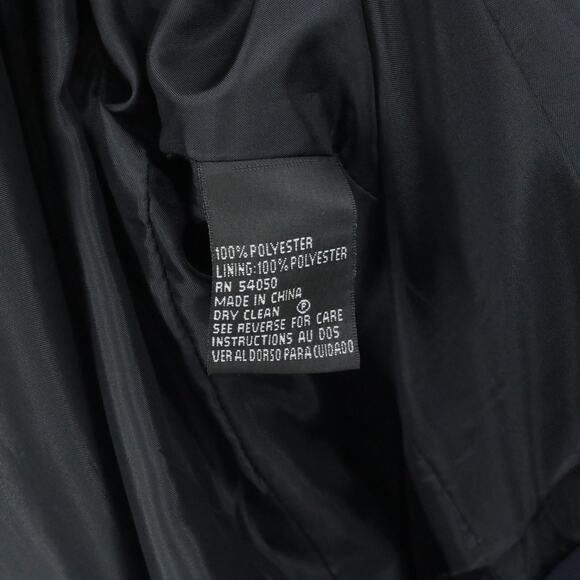 100% POLYESTER
LINING:100% POLYESTER
RN 54050
MADE IN CHINA
DRY CLEAN Ⓟ
SEE REVERSE FOR CARE
INSTRUCTIONS AU DOS
VER AL DORSO PARA CUIDADO